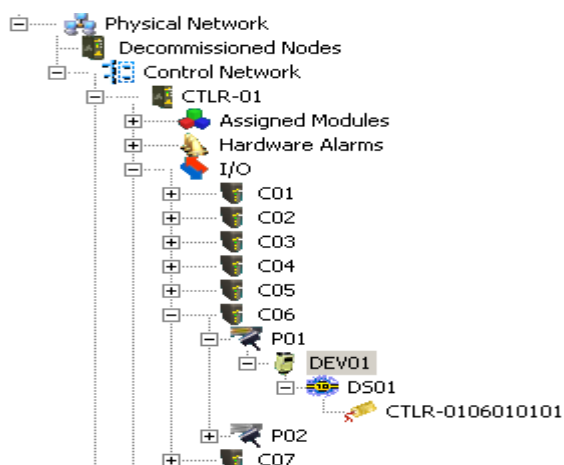 Physical Network
Decommissioned Nodes
Control Network
CTLR-01
Assigned Modules
Hardware Alarms
I/O
C01
C02
C03
C04
C05
C06
P01
DEV01
DS01
CTLR-0106010101
P02
C07